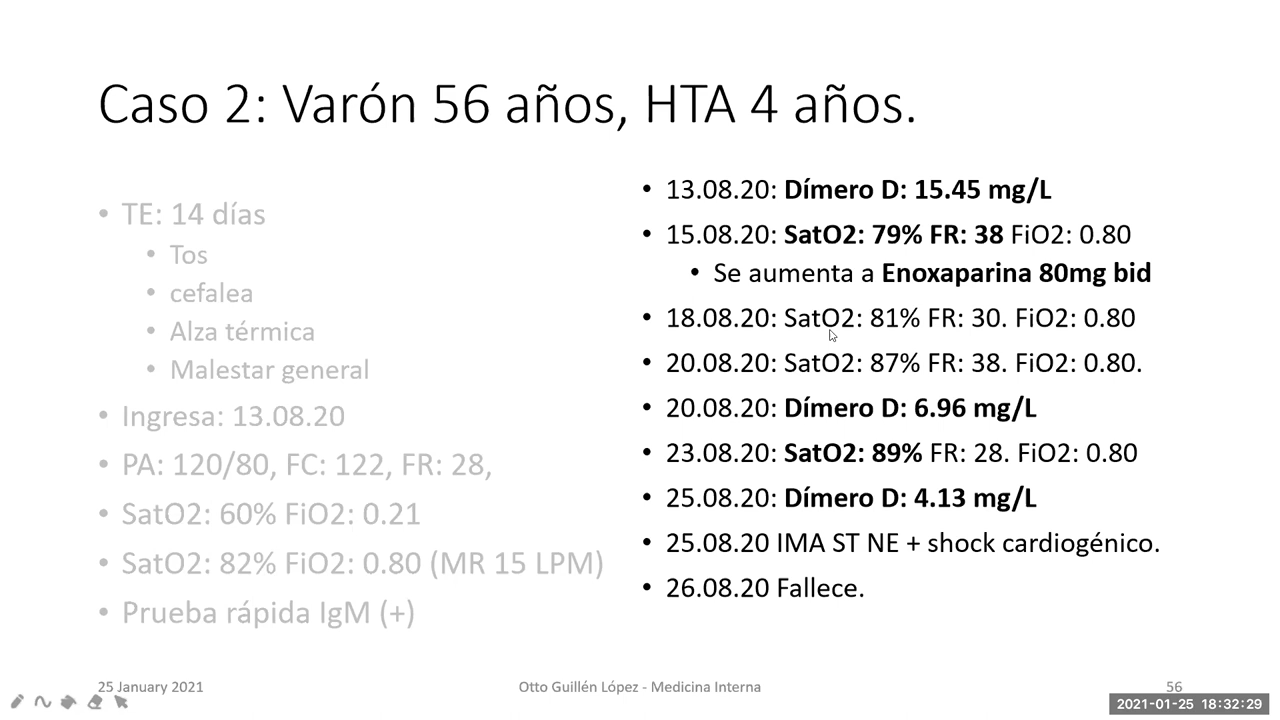 Caso 2: Varón 56 años, HTA 4 años.
• TE: 14 días
• Tos
• cefalea
• Alza térmica
• Malestar general
• Ingresa: 13.08.20
• PA: 120/80, FC: 122, FR: 28,
• SatO2: 60% FiO2: 0.21
• SatO2: 82% FiO2: 0.80 (MR 15 LPM)
• Prueba rápida IgM (+)
• 13.08.20: Dímero D: 15.45 mg/L
• 15.08.20: SatO2: 79% FR: 38 FiO2: 0.80
• Se aumenta a Enoxaparina 80mg bid
• 18.08.20: SatO2: 81% FR: 30. FiO2: 0.80
• 20.08.20: SatO2: 87% FR: 38. FiO2: 0.80.
• 20.08.20: Dímero D: 6.96 mg/L
• 23.08.20: SatO2: 89% FR: 28. FiO2: 0.80
• 25.08.20: Dímero D: 4.13 mg/L
• 25.08.20 IMA ST NE + shock cardiogénico.
• 26.08.20 Fallece.
25 January 2021
Otto Guillén López - Medicina Interna
56
2021-01-25 18:32:29